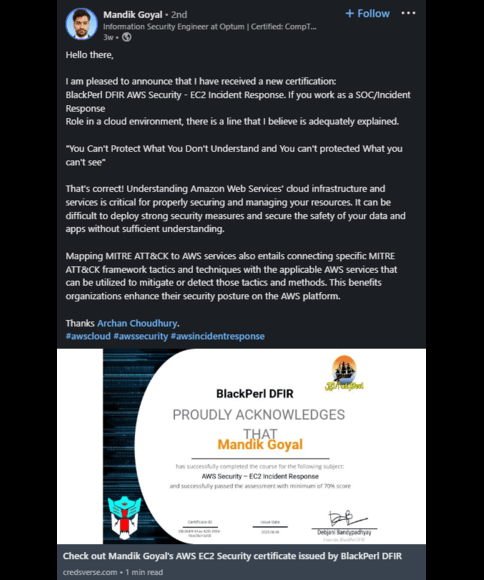 Mandik Goyal • 2nd
+ Follow
Information Security Engineer at Optum | Certified: CompT...
3w •
Hello there,
I am pleased to announce that I have received a new certification:
BlackPerl DFIR AWS Security - EC2 Incident Response. If you work as a SOC/Incident
Response
Role in a cloud environment, there is a line that I believe is adequately explained.
"You Can't Protect What You Don't Understand and You can't protected What you
can't see"
That's correct! Understanding Amazon Web Services' cloud infrastructure and
services is critical for properly securing and managing your resources. It can be
difficult to deploy strong security measures and secure the safety of your data and
apps without sufficient understanding.
Mapping MITRE ATT&CK to AWS services also entails connecting specific MITRE
ATT&CK framework tactics and techniques with the applicable AWS services that
can be utilized to mitigate or detect those tactics and methods. This benefits
organizations enhance their security posture on the AWS platform.
Thanks Archan Choudhury.
#awscloud #awssecurity #awsincidentresponse
BlackPerl DFIR
PROUDLY ACKNOWLEDGES
THAT
Mandik Goyal
has successfully completed the course for the following subject:
AWS Security – EC2 Incident Response
and successfully passed the assessment with minimum of 70% score
Certificate ID
Issue date
Debjani Bandyopadhyay
Check out Mandik Goyal's AWS EC2 Security certificate issued by BlackPerl DFIR
credsverse.com • 1 min read